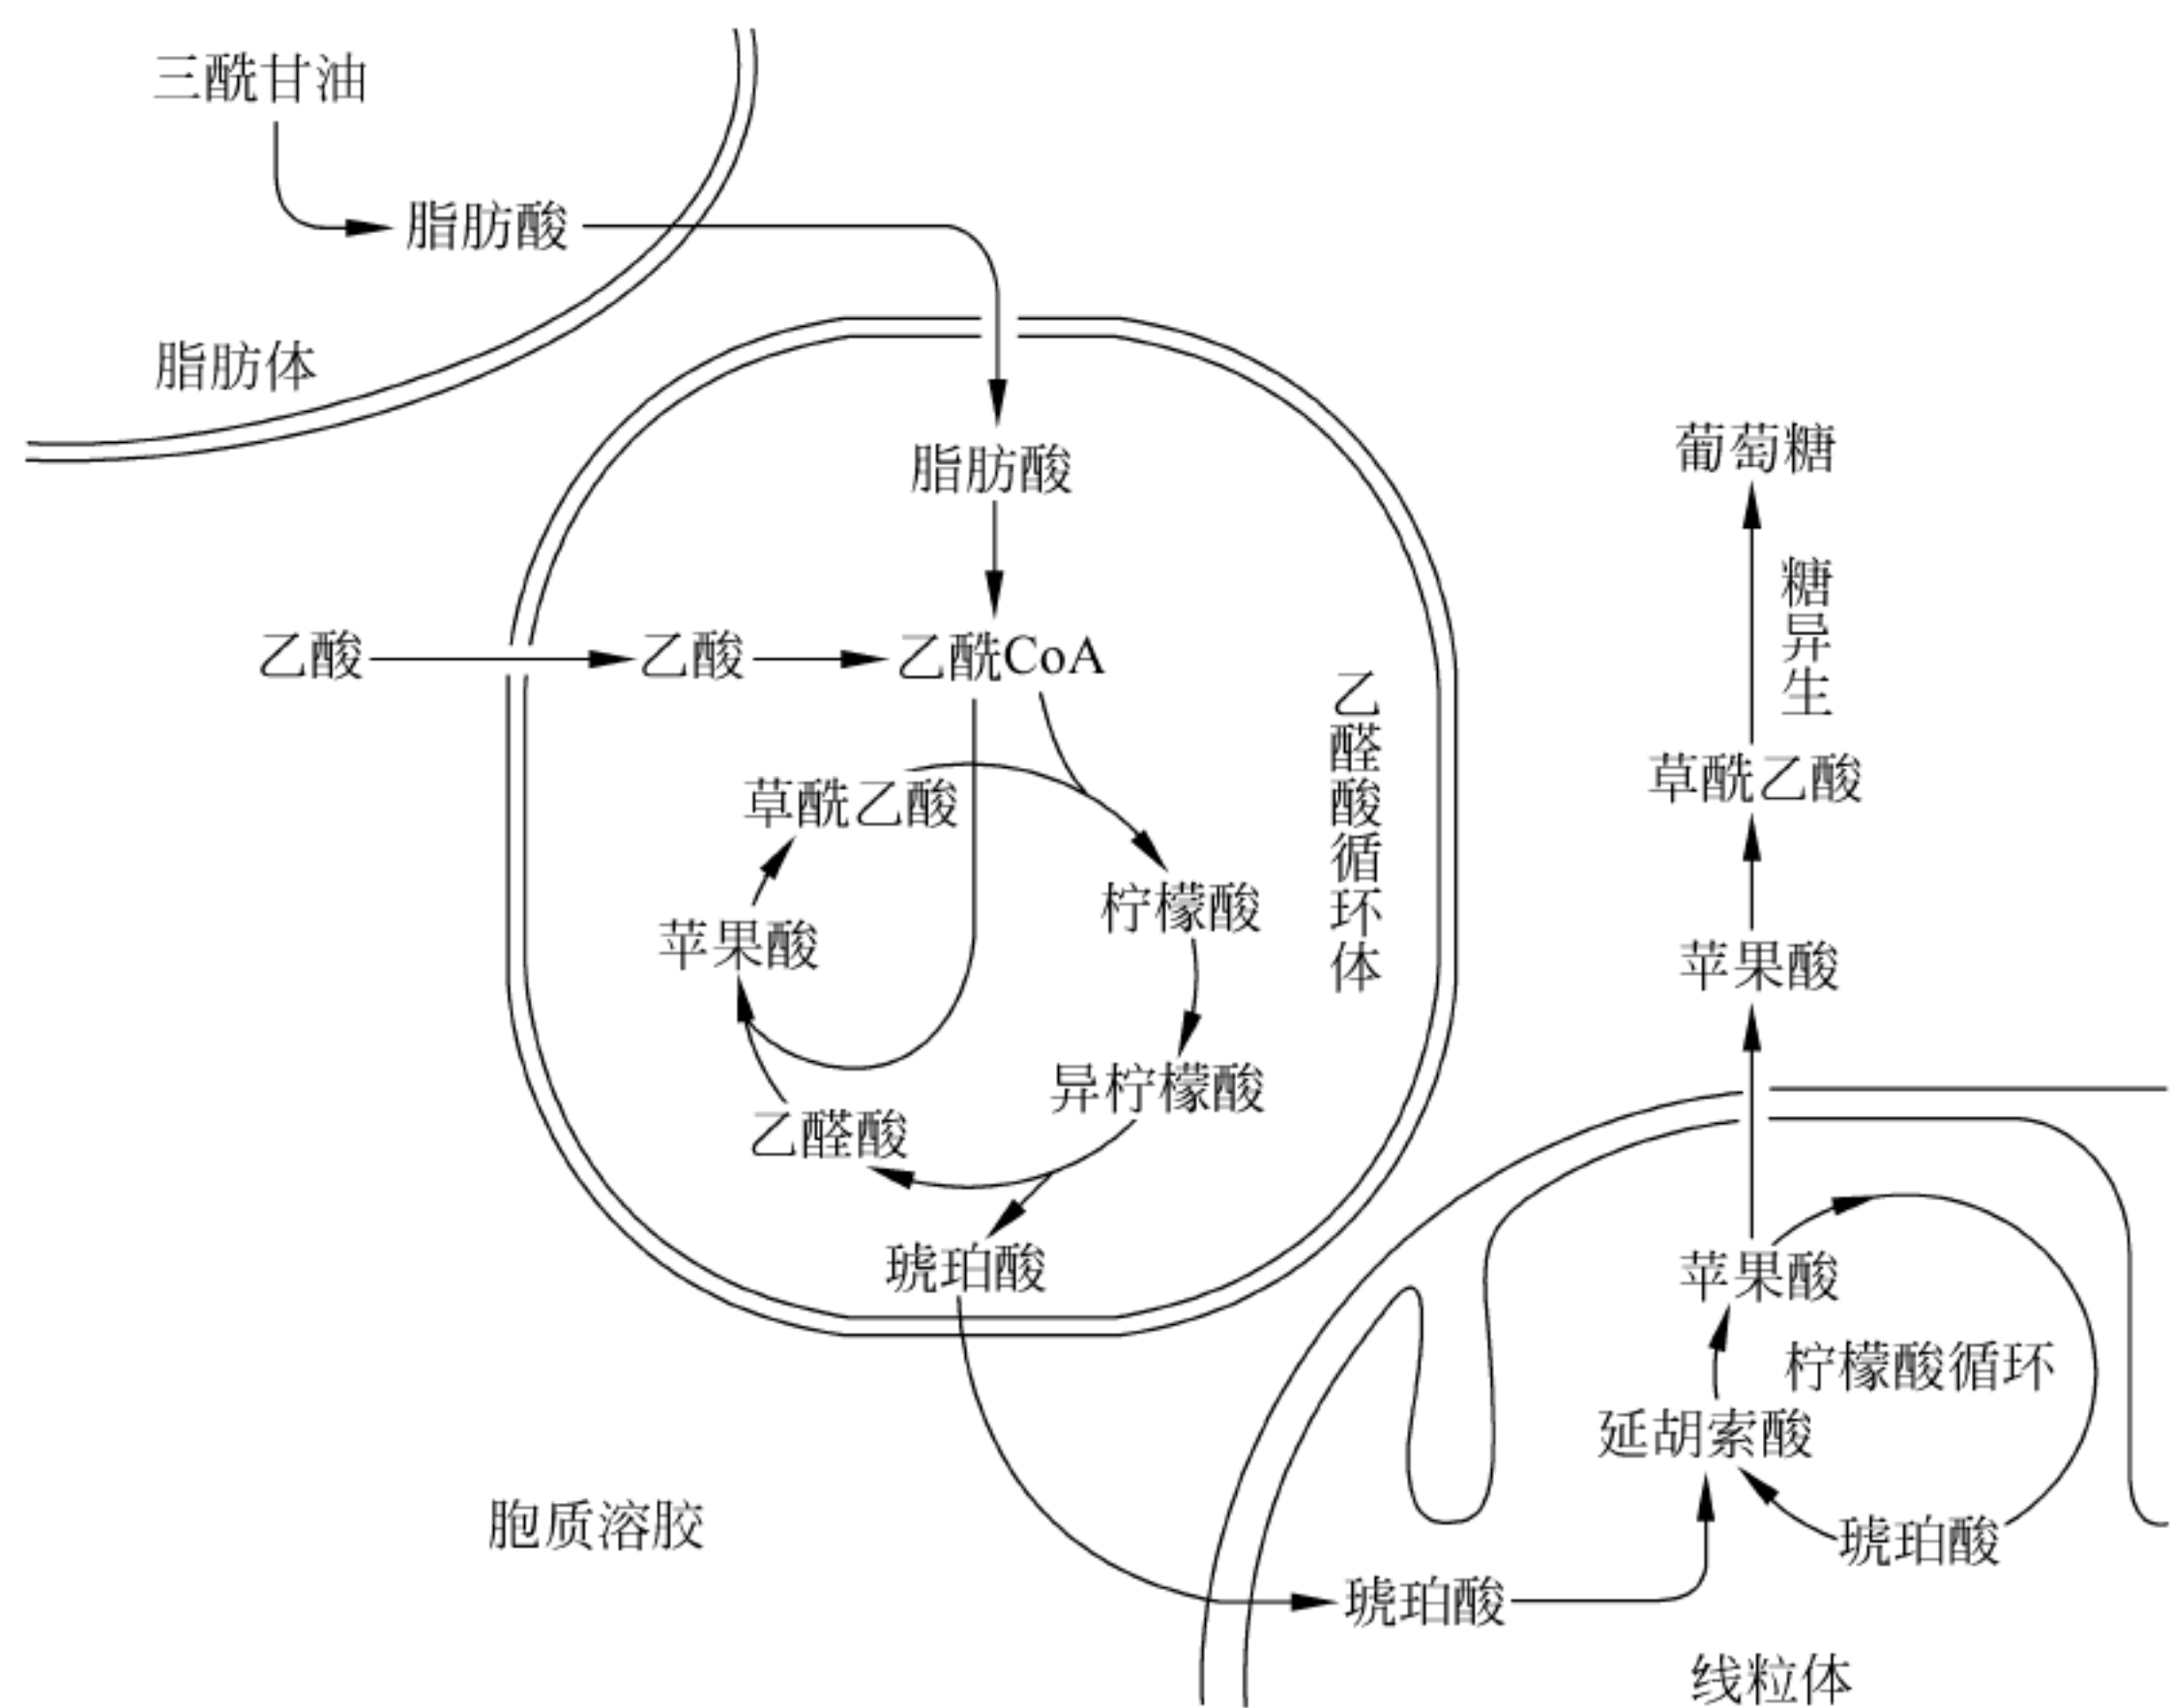 三酰甘油
脂肪酸
脂肪体
脂肪酸
乙酸
乙酸
乙酰CoA
草酰乙酸
柠檬酸
苹果酸
异柠檬酸
乙醛酸
琥珀酸
乙醛酸循环体
胞质溶胶
葡萄糖
糖异生
草酰乙酸
苹果酸
苹果酸
柠檬酸循环
延胡索酸
琥珀酸
琥珀酸
线粒体